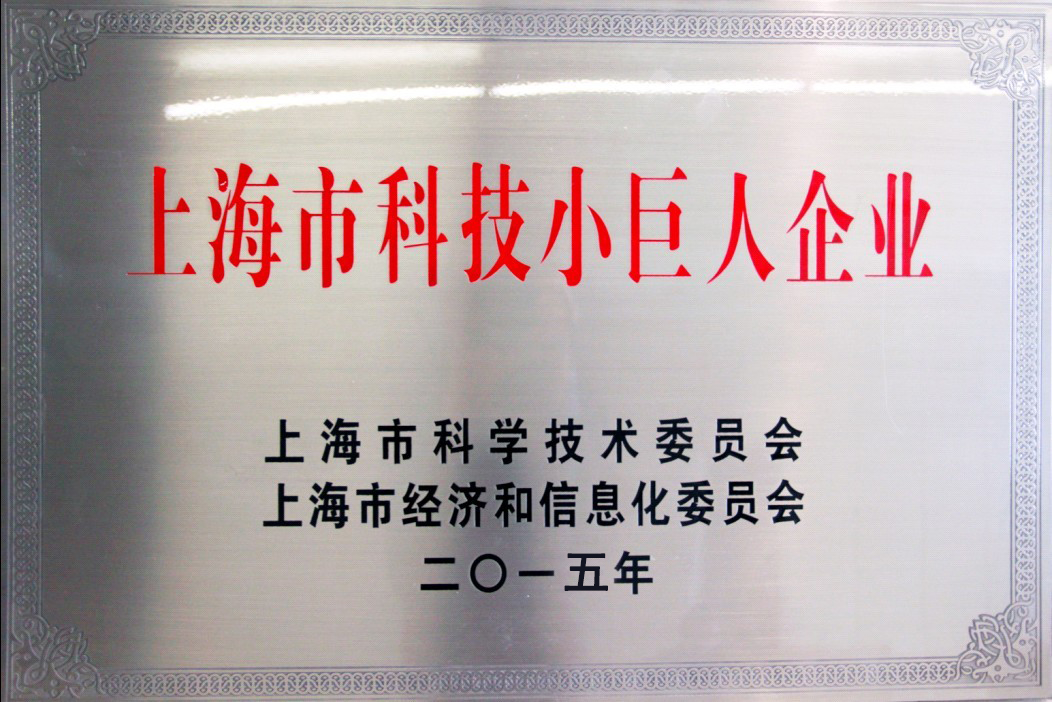 上海市科技小巨人企业
上海市科学技术委员会
上海市经济和信息化委员会
二〇一五年